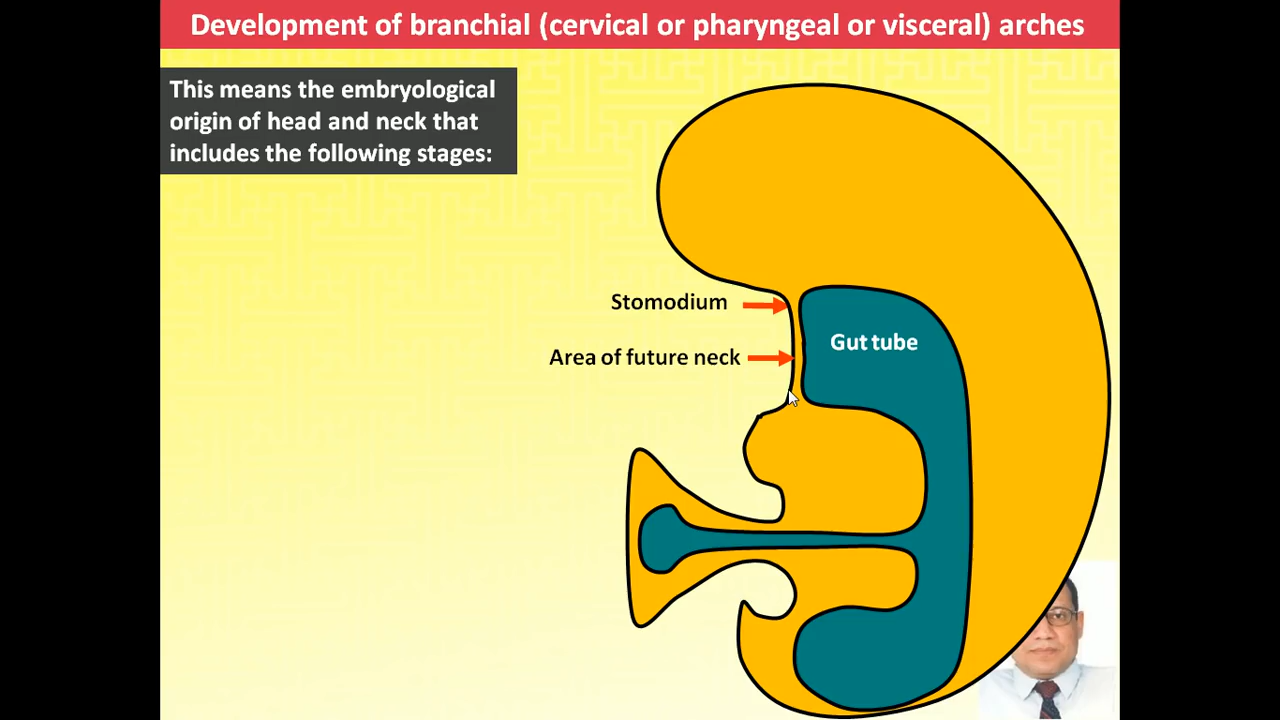 Development of branchial (cervical or pharyngeal or visceral) arches
This means the embryological
origin of head and neck that
includes the following stages:
Stomodium
Gut tube
Area of future neck